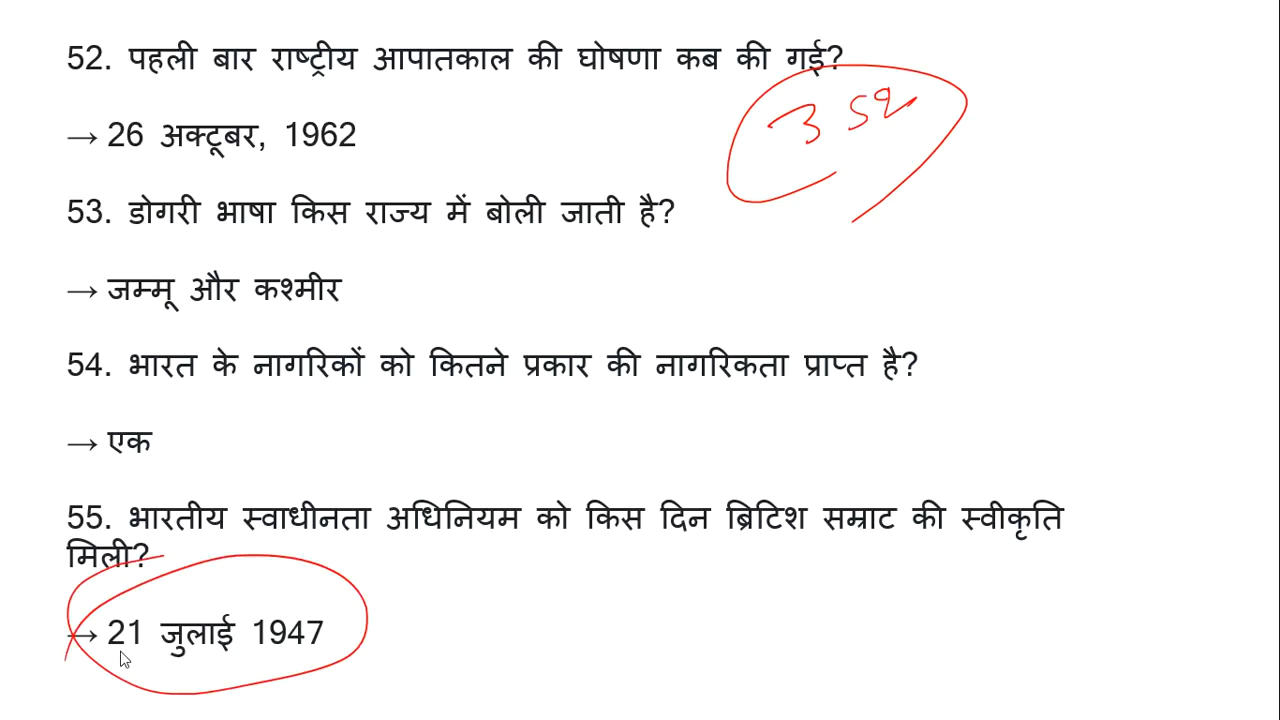 52. पहली बार राष्ट्रीय आपातकाल की घोषणा कब की गई?
352
→ 26 अक्टूबर, 1962
53. डोगरी भाषा किस राज्य में बोली जाती है?
→ जम्मू और कश्मीर
54. भारत के नागरिकों को कितने प्रकार की नागरिकता प्राप्त है?
→ एक
55. भारतीय स्वाधीनता अधिनियम को किस दिन ब्रिटिश सम्राट की स्वीकृति
मिली?
→ 21 जुलाई 1947